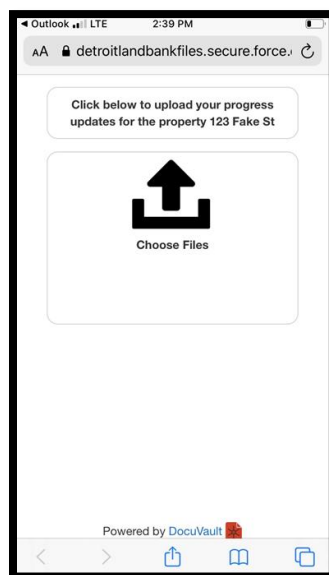 ◀ Outlook LTE 2:39 PM
AA detroitlandbankfiles.secure.force.
Click below to upload your progress
updates for the property 123 Fake St
Choose Files
Powered by DocuVault